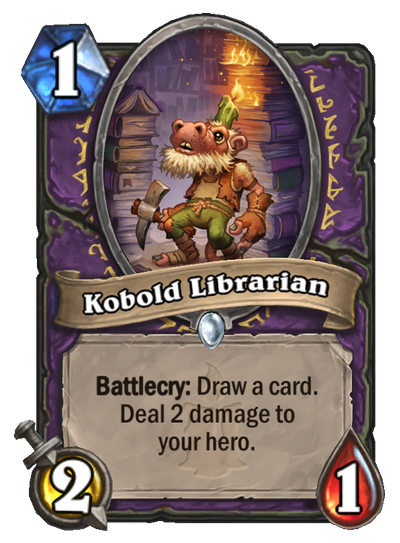 1
Kobold Librarian
Battlecry: Draw a card.
Deal 2 damage to
your hero.
2
1